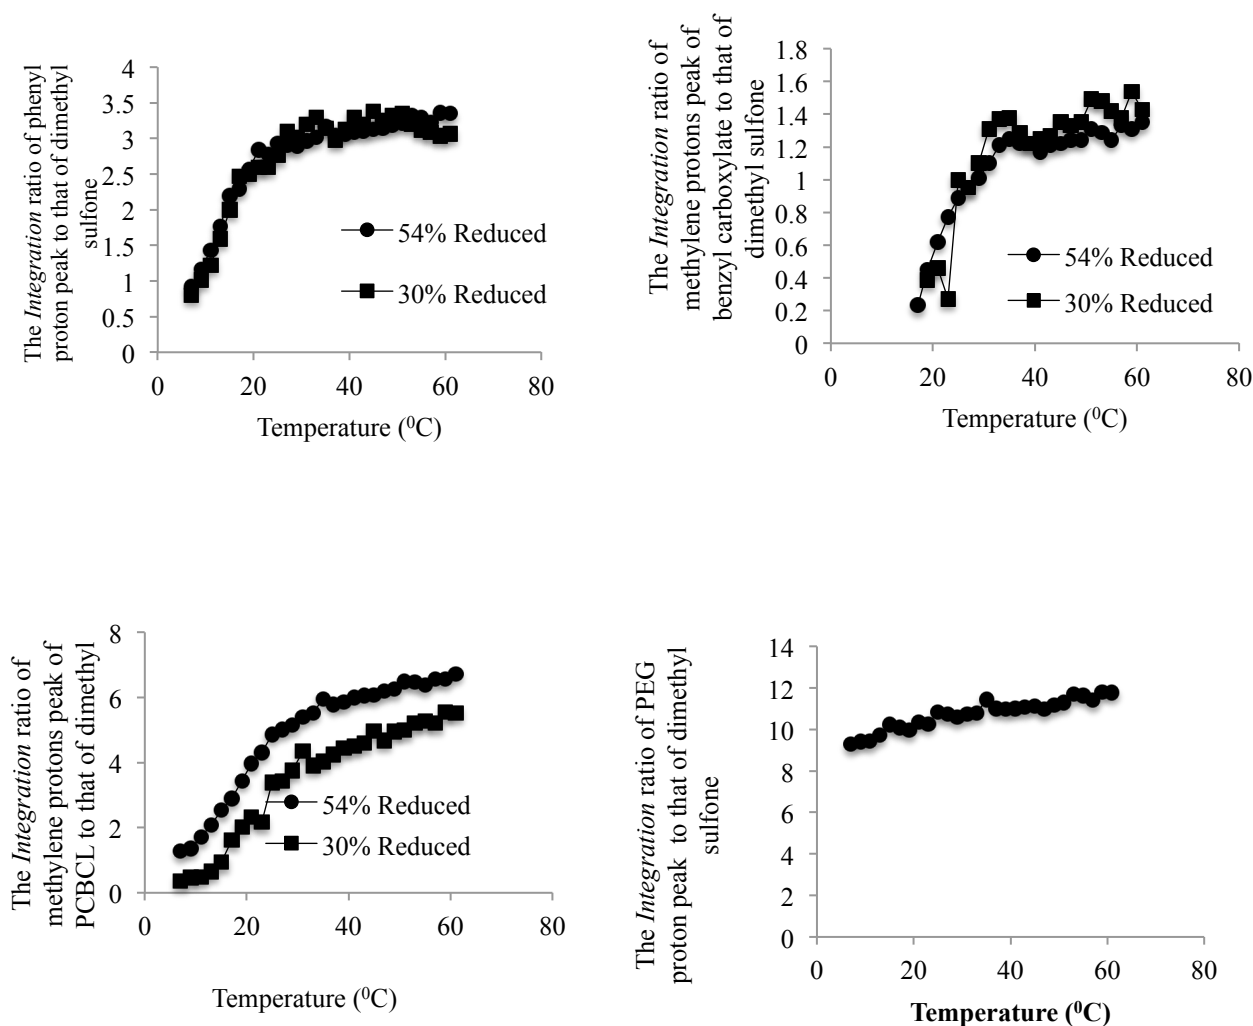 The Integration ratio of phenyl
proton peak to that of dimethyl
sulfone
4
3.5
3
2.5
2
1.5
1
0.5
0
54% Reduced
30% Reduced
0 20 40 60 80
Temperature (⁰C)
The Integration ratio of
methylene protons peak of
benzyl carboxylate to that of
dimethyl sulfone
1.8
1.6
1.4
1.2
1
0.8
0.6
0.4
0.2
0
54% Reduced
30% Reduced
0 20 40 60 80
Temperature (⁰C)
The Integration ratio of
methylene protons peak of
PCBCL to that of dimethyl
8
6
4
2
0
54% Reduced
30% Reduced
0 20 40 60 80
Temperature (⁰C)
The Integration ratio of PEG
proton peak to that of dimethyl
sulfone
14
12
10
8
6
4
2
0
0 20 40 60 80
Temperature (⁰C)